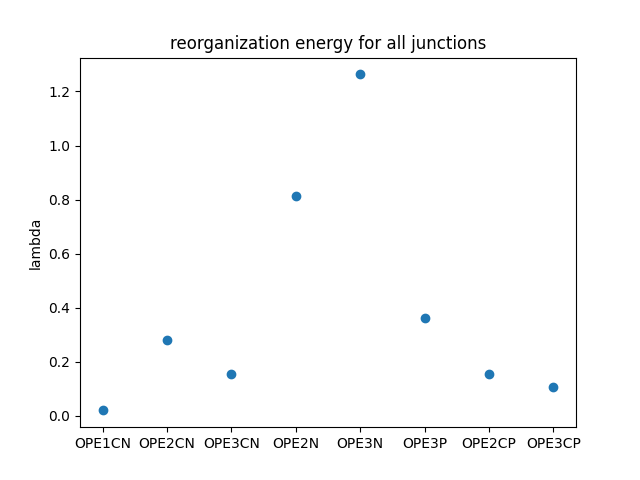 reorganization energy for all junctions
lambda
1.2
1.0
0.8
0.6
0.4
0.2
0.0
OPE1CN OPE2CN OPE3CN OPE2N OPE3N OPE3P OPE2CP OPE3CP